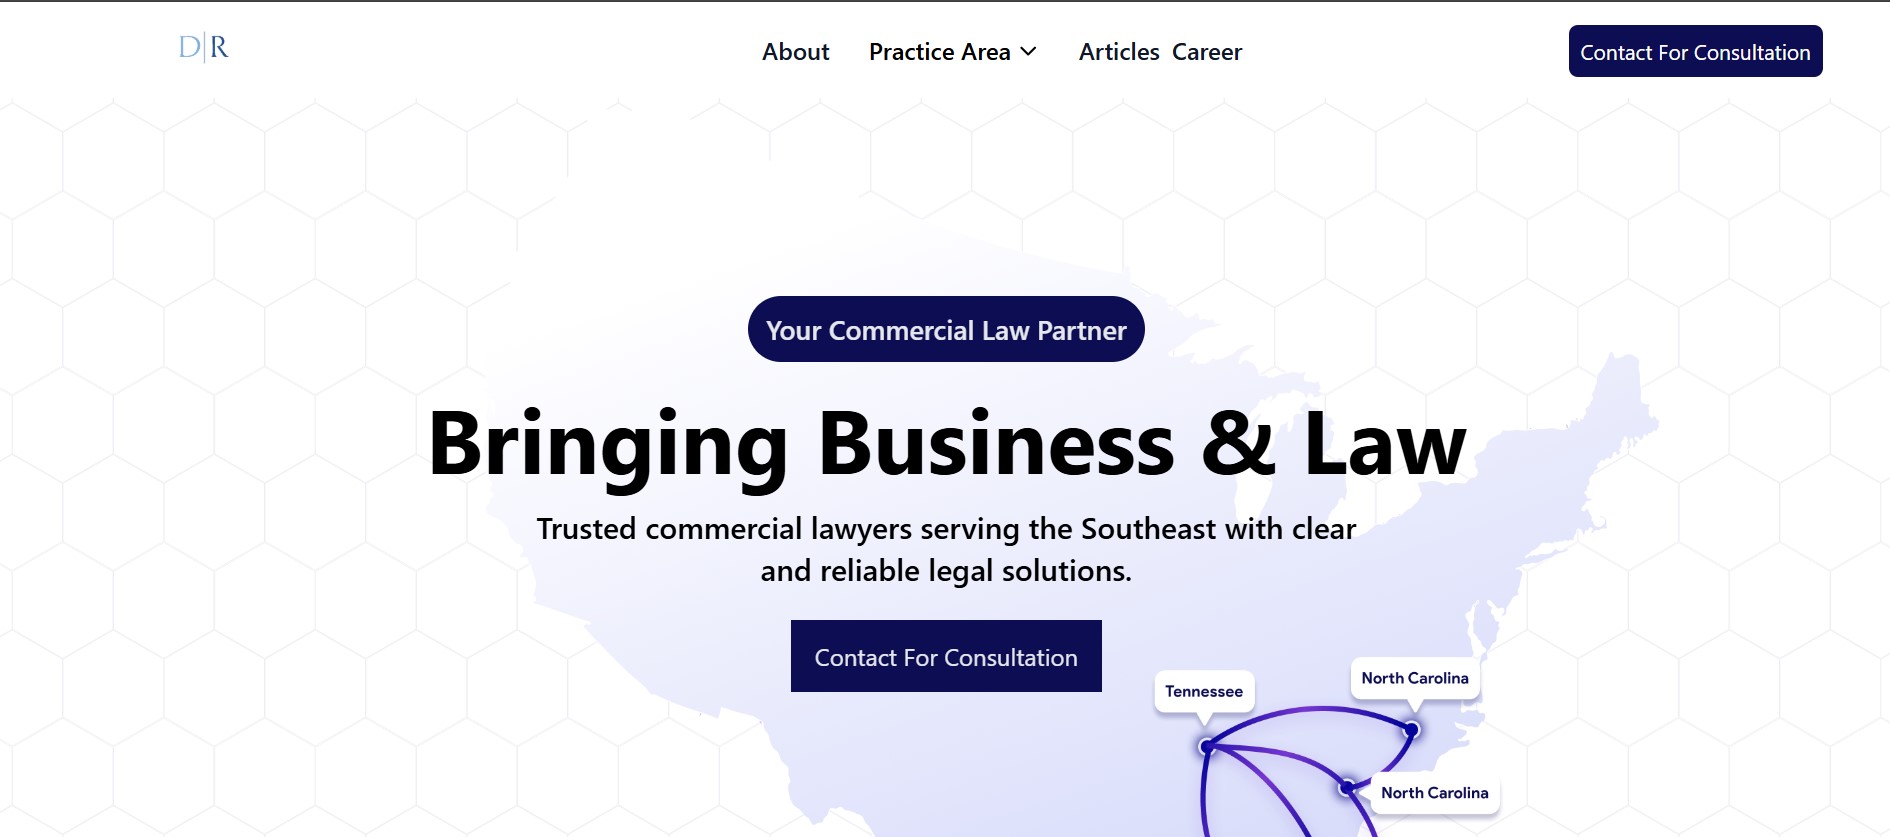 D|R
About Practice Area Articles Career
Contact For Consultation
Your Commercial Law Partner
Bringing Business & Law
Trusted commercial lawyers serving the Southeast with clear
and reliable legal solutions.
Contact For Consultation
North Carolina
Tennessee
North Carolina